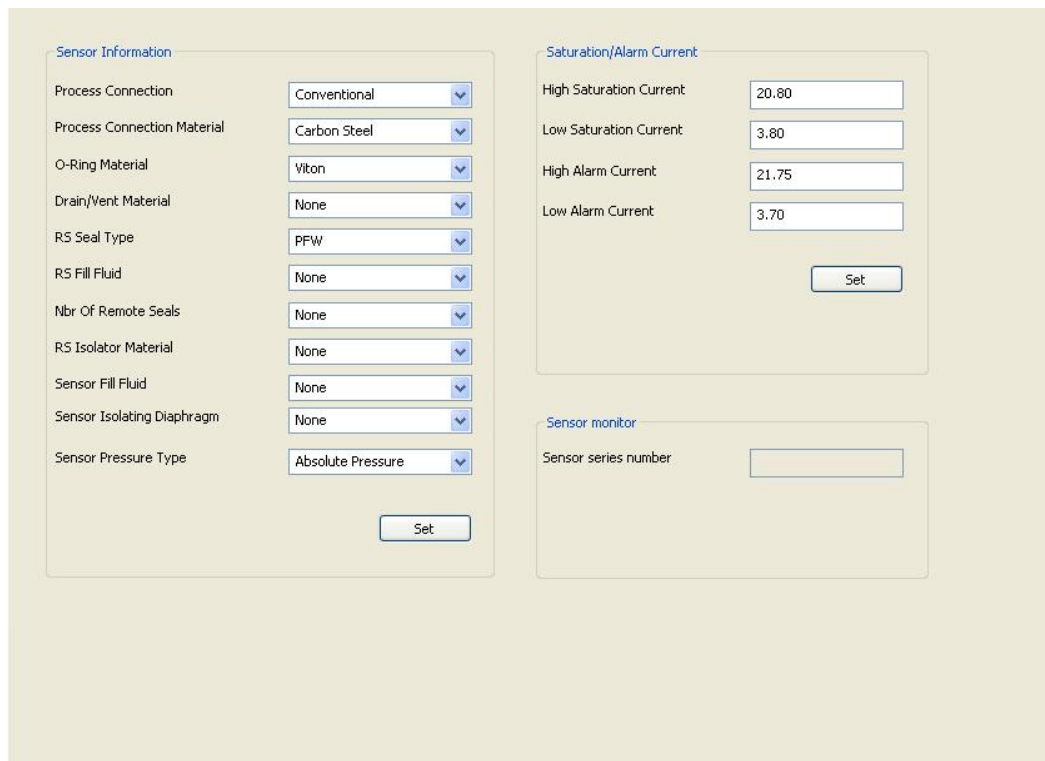 Sensor Information
Process Connection Conventional
Process Connection Material Carbon Steel
O-Ring Material Viton
Drain/Vent Material None
RS Seal Type PFW
RS Fill Fluid None
Nbr Of Remote Seals None
RS Isolator Material None
Sensor Fill Fluid None
Sensor Isolating Diaphragm None
Sensor Pressure Type Absolute Pressure
Set
Saturation/Alarm Current
High Saturation Current 20.80
Low Saturation Current 3.80
High Alarm Current 21.75
Low Alarm Current 3.70
Set
Sensor monitor
Sensor series number